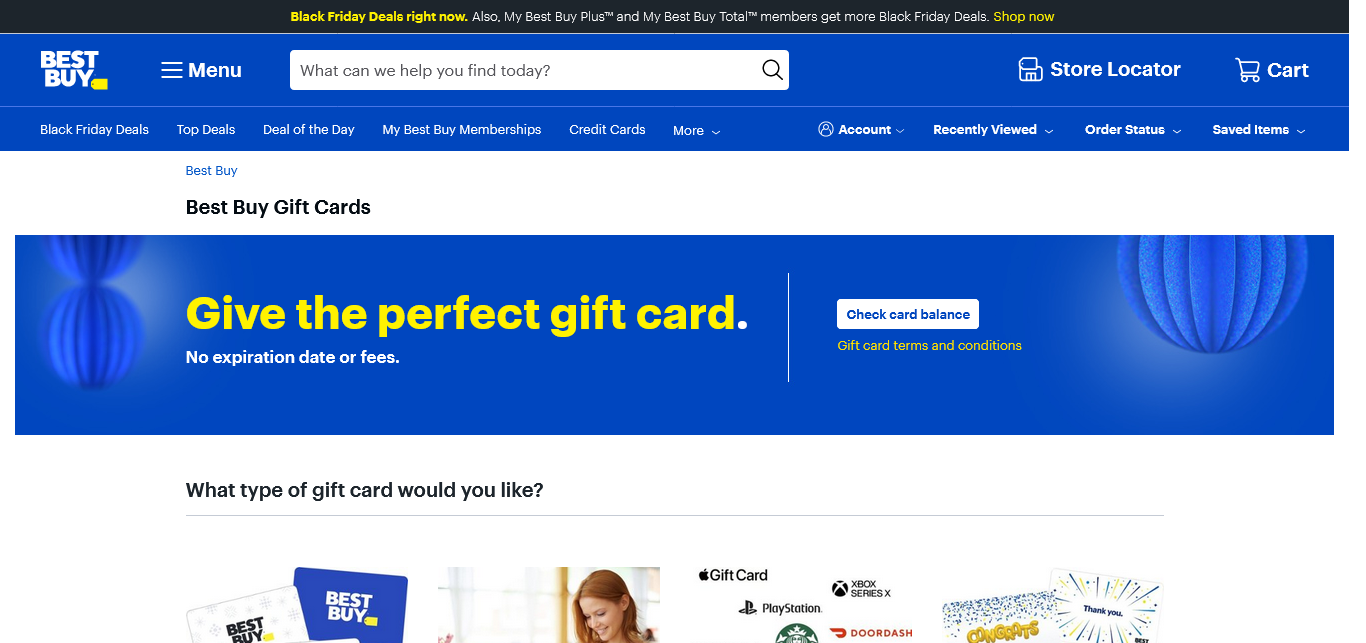 Black Friday Deals right now. Also, My Best Buy Plus™ and My Best Buy Total™ members get more Black Friday Deals. Shop now
BEST BUY
Menu
What can we help you find today?
Store Locator
Cart
Black Friday Deals
Top Deals
Deal of the Day
My Best Buy Memberships
Credit Cards
More
Account
Recently Viewed
Order Status
Saved Items
Best Buy
Best Buy Gift Cards
Give the perfect gift card.
No expiration date or fees.
Check card balance
Gift card terms and conditions
What type of gift card would you like?
BEST BUY
BEST BUY
Gift Card
XBOX SERIES X
PlayStation.
DOORDASH
CONGRATS
Thank you.
BEST